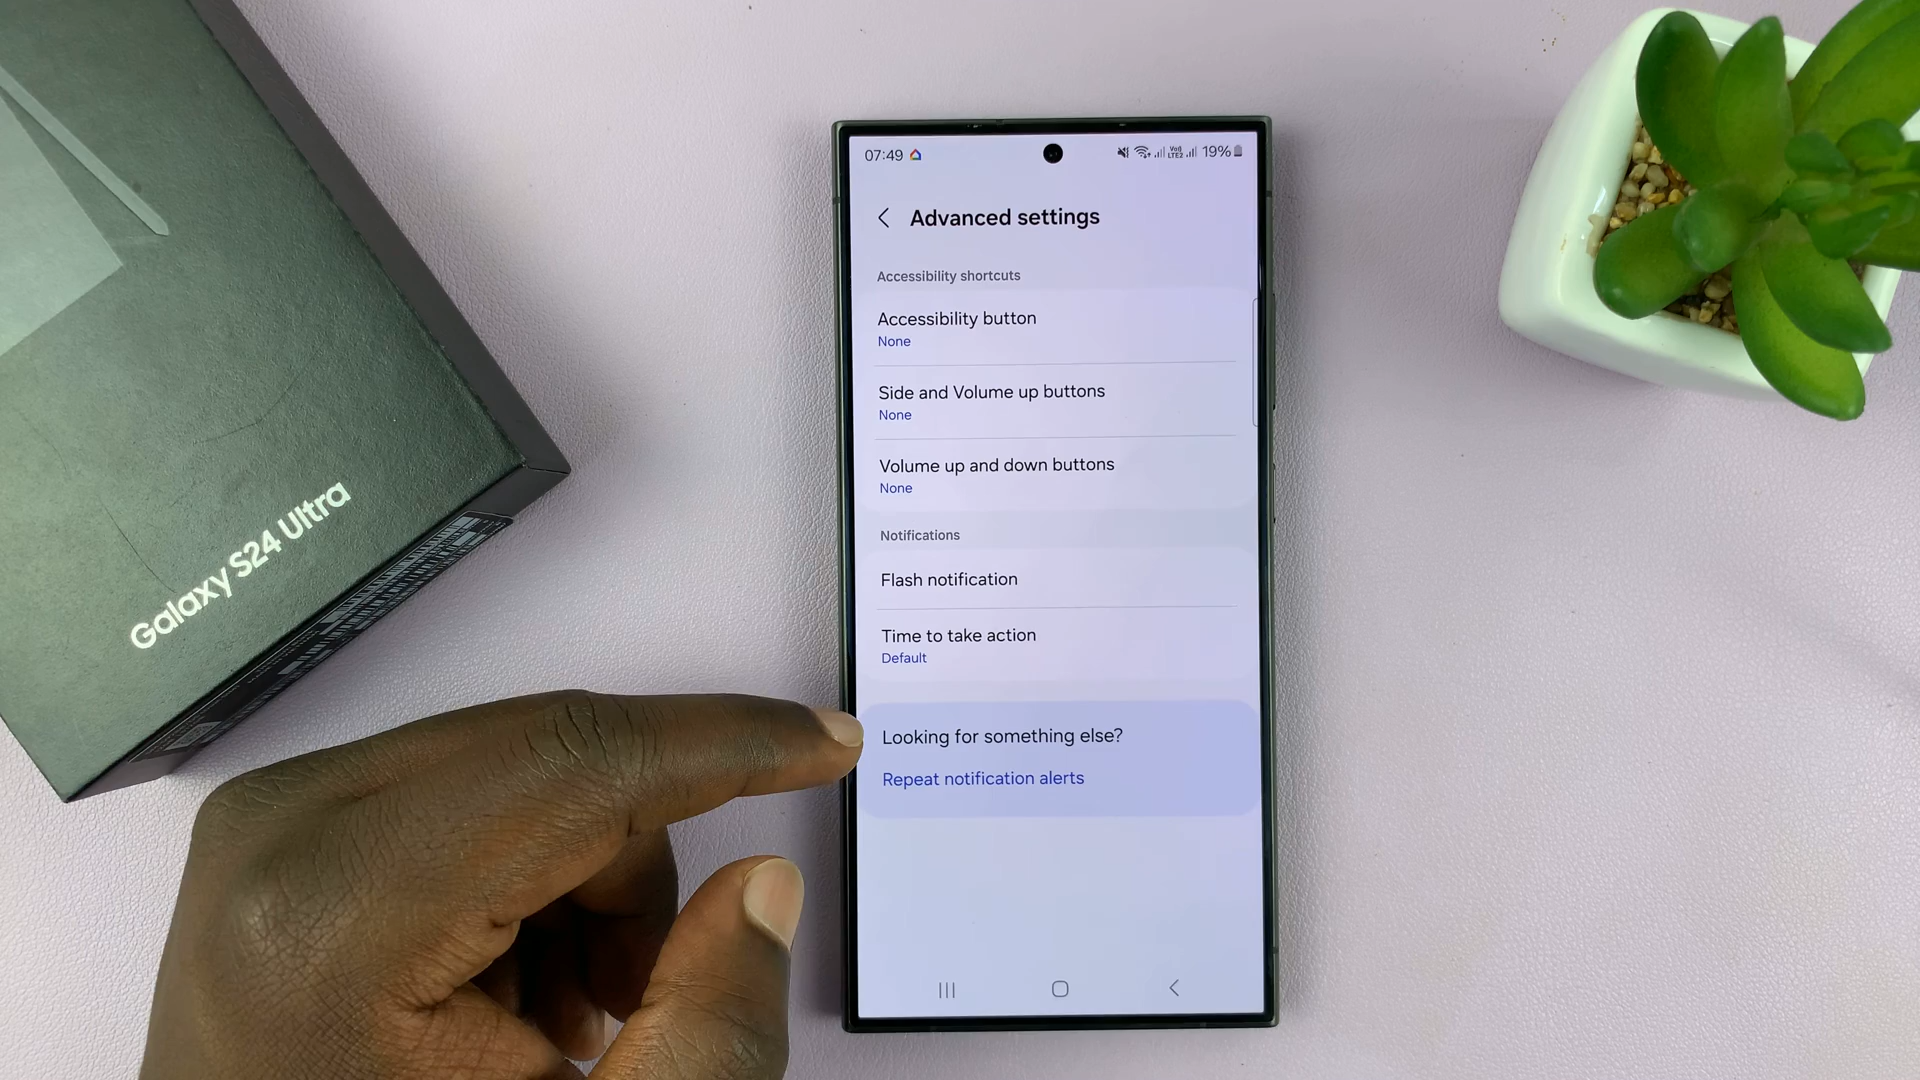 Galaxy S24 Ultra
07:49
Vo))
LTE2
19%
Advanced settings
Accessibility shortcuts
Accessibility button
None
Side and Volume up buttons
None
Volume up and down buttons
None
Notifications
Flash notification
Time to take action
Default
Looking for something else?
Repeat notification alerts